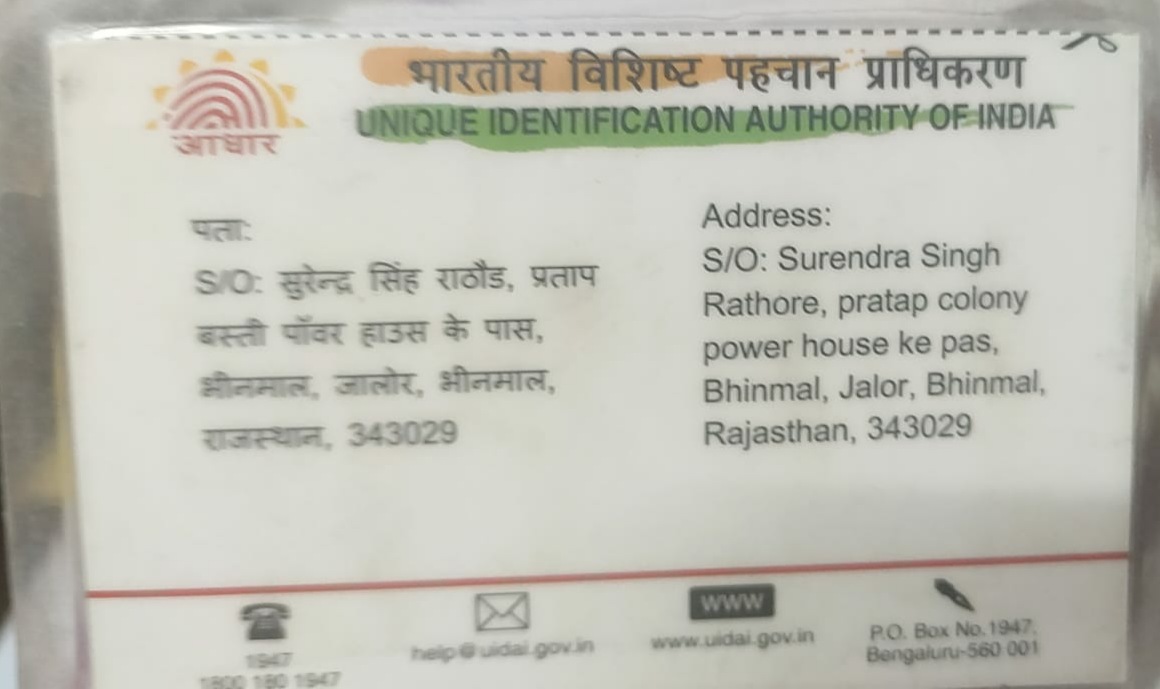 भारतीय विशिष्ट पहचान प्राधिकरण
UNIQUE IDENTIFICATION AUTHORITY OF INDIA
आधार
पता:
S/O: सुरेन्द्र सिंह राठौड, प्रताप
बस्ती पॉवर हाउस के पास,
भीनमाल, जालोर, भीनमाल,
राजस्थान, 343029
Address:
S/O: Surendra Singh
Rathore, pratap colony
power house ke pas,
Bhinmal, Jalor, Bhinmal,
Rajasthan, 343029
1947
1800 180 1947
help@uidai.gov.in
WWW
www.uidai.gov.in
P.O. Box No.1947,
Bengaluru-560 001